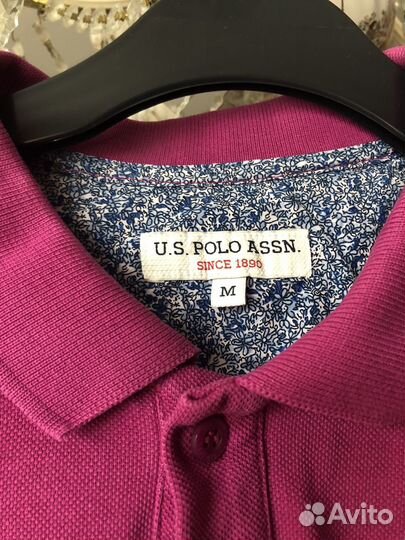 U.S. POLO ASSN.
SINCE 1890
M
Avito